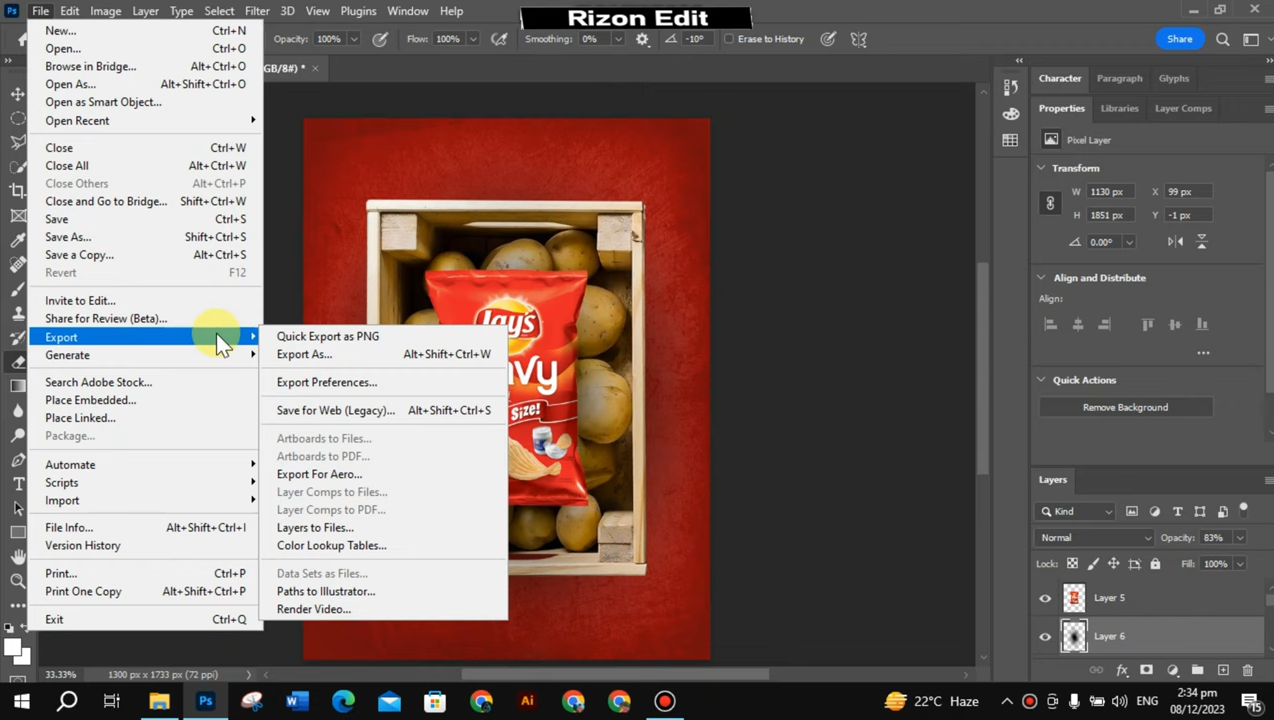 Ps File Edit Image Layer Type Select Filter 3D View Plugins Window Help
Rizon Edit
Opacity: 100% Flow: 100% Smoothing: 0% -10° Erase to History Share
GB/8#) * ×
New... Ctrl+N
Open... Ctrl+O
Browse in Bridge... Alt+Ctrl+O
Open As... Alt+Shift+Ctrl+O
Open as Smart Object...
Open Recent
Close Ctrl+W
Close All Alt+Ctrl+W
Close Others Alt+Ctrl+P
Close and Go to Bridge... Shift+Ctrl+W
Save Ctrl+S
Save As... Shift+Ctrl+S
Save a Copy... Alt+Ctrl+S
Revert F12
Invite to Edit...
Share for Review (Beta)...
Export
Generate
Search Adobe Stock...
Place Embedded...
Place Linked...
Package...
Automate
Scripts
Import
File Info... Alt+Shift+Ctrl+I
Version History
Print... Ctrl+P
Print One Copy Alt+Shift+Ctrl+P
Exit Ctrl+Q
Quick Export as PNG
Export As... Alt+Shift+Ctrl+W
Export Preferences...
Save for Web (Legacy)... Alt+Shift+Ctrl+S
Artboards to Files...
Artboards to PDF...
Export For Aero...
Layer Comps to Files...
Layer Comps to PDF...
Layers to Files...
Color Lookup Tables...
Data Sets as Files...
Paths to Illustrator...
Render Video...
Lay's
Size!
Character Paragraph Glyphs
Properties Libraries Layer Comps
Pixel Layer
Transform
W 1130 px X 99 px
H 1851 px Y -1 px
0.00°
Align and Distribute
Align:
Quick Actions
Remove Background
Layers
Kind
Normal Opacity: 83%
Lock: Fill: 100%
Layer 5
Layer 6
33.33% 1300 px x 1733 px (72 ppi)
Ps Ai 22°C Haze ENG
2:34 pm
08/12/2023
15